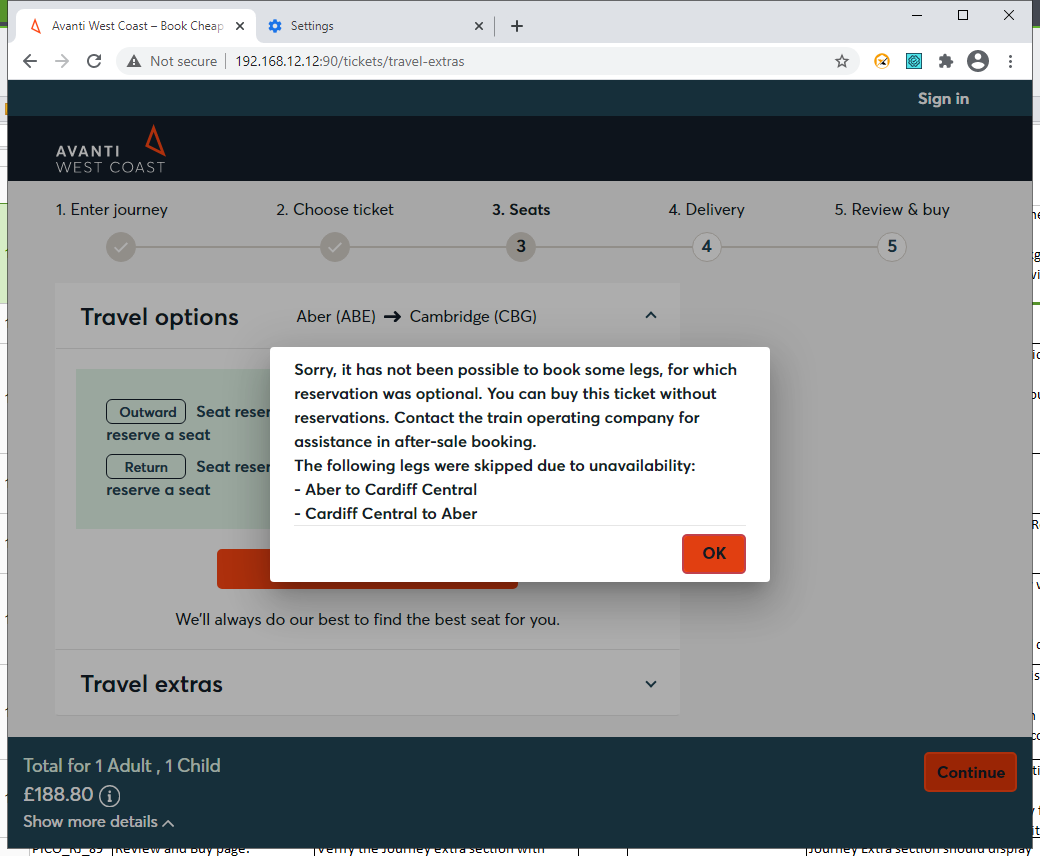 Avanti West Coast – Book Cheap
Settings
Not secure
192.168.12.12:90/tickets/travel-extras
Sign in
AVANTI
WEST COAST
1. Enter journey
2. Choose ticket
3. Seats
4. Delivery
5. Review & buy
3
4
5
Travel options
Aber (ABE) → Cambridge (CBG)
Sorry, it has not been possible to book some legs, for which
reservation was optional. You can buy this ticket without
reservations. Contact the train operating company for
assistance in after-sale booking.
The following legs were skipped due to unavailability:
- Aber to Cardiff Central
- Cardiff Central to Aber
OK
Outward Seat reser
reserve a seat
Return Seat reser
reserve a seat
We'll always do our best to find the best seat for you.
Travel extras
Total for 1 Adult , 1 Child
£188.80
Show more details
Continue
PICO_RJ_89
Review and Buy page:
Verify the Journey extra section with
Journey Extra section should display